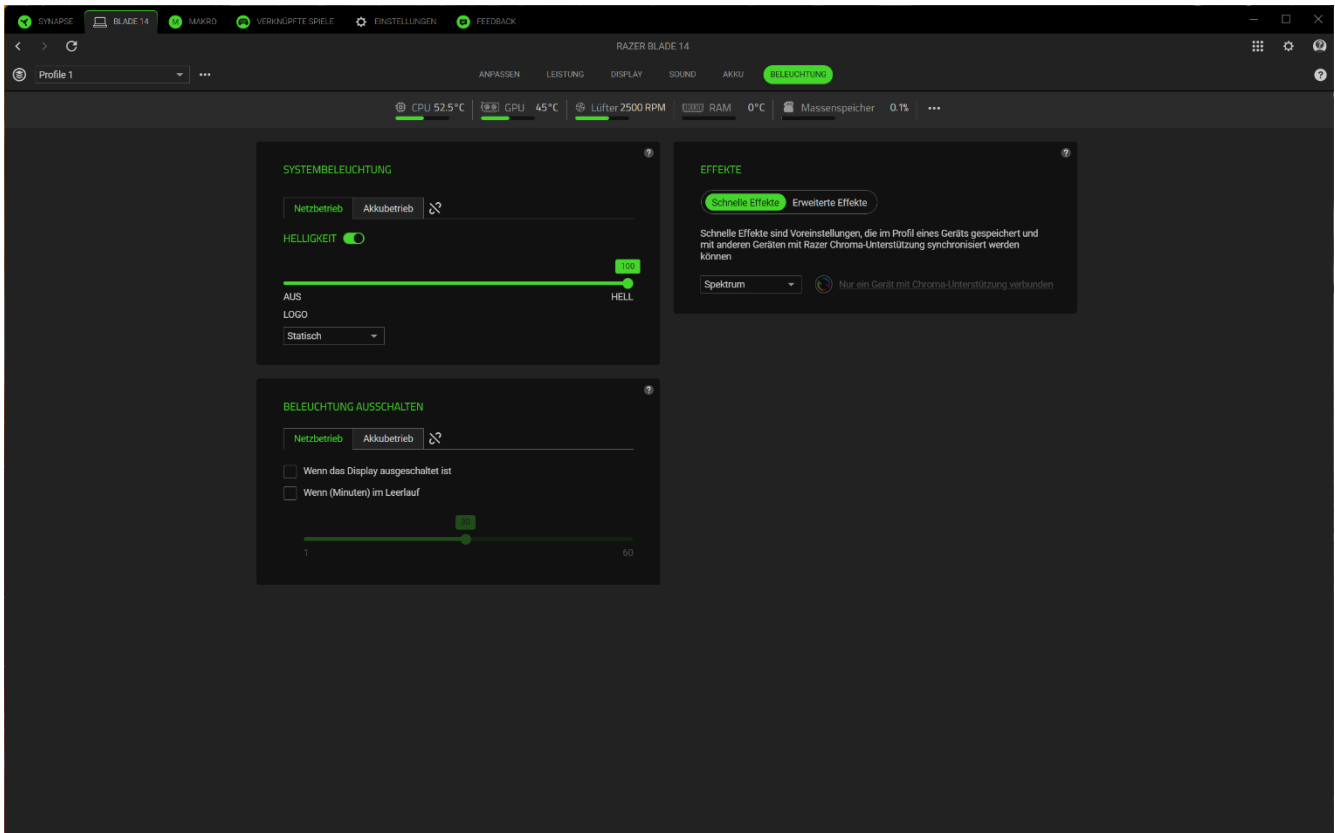 SYNAPSE BLADE 14 M MAKRO VERKNÜPFTE SPIELE EINSTELLUNGEN FEEDBACK
RAZER BLADE 14
Profile 1 ANPASSEN LEISTUNG DISPLAY SOUND AKKU BELEUCHTUNG ?
CPU 52.5°C GPU 45°C Lüfter 2500 RPM RAM 0°C Massenspeicher 0.1%
?
SYSTEMBELEUCHTUNG
Netzbetrieb Akkubetrieb
HELLIGKEIT
100
AUS HELL
LOGO
Statisch
?
EFFEKTE
Schnelle Effekte Erweiterte Effekte
Schnelle Effekte sind Voreinstellungen, die im Profil eines Geräts gespeichert und
mit anderen Geräten mit Razer Chroma-Unterstützung synchronisiert werden
können
Spektrum Nur ein Gerät mit Chroma-Unterstützung verbunden
?
BELEUCHTUNG AUSSCHALTEN
Netzbetrieb Akkubetrieb
Wenn das Display ausgeschaltet ist
Wenn (Minuten) im Leerlauf
30
1 60